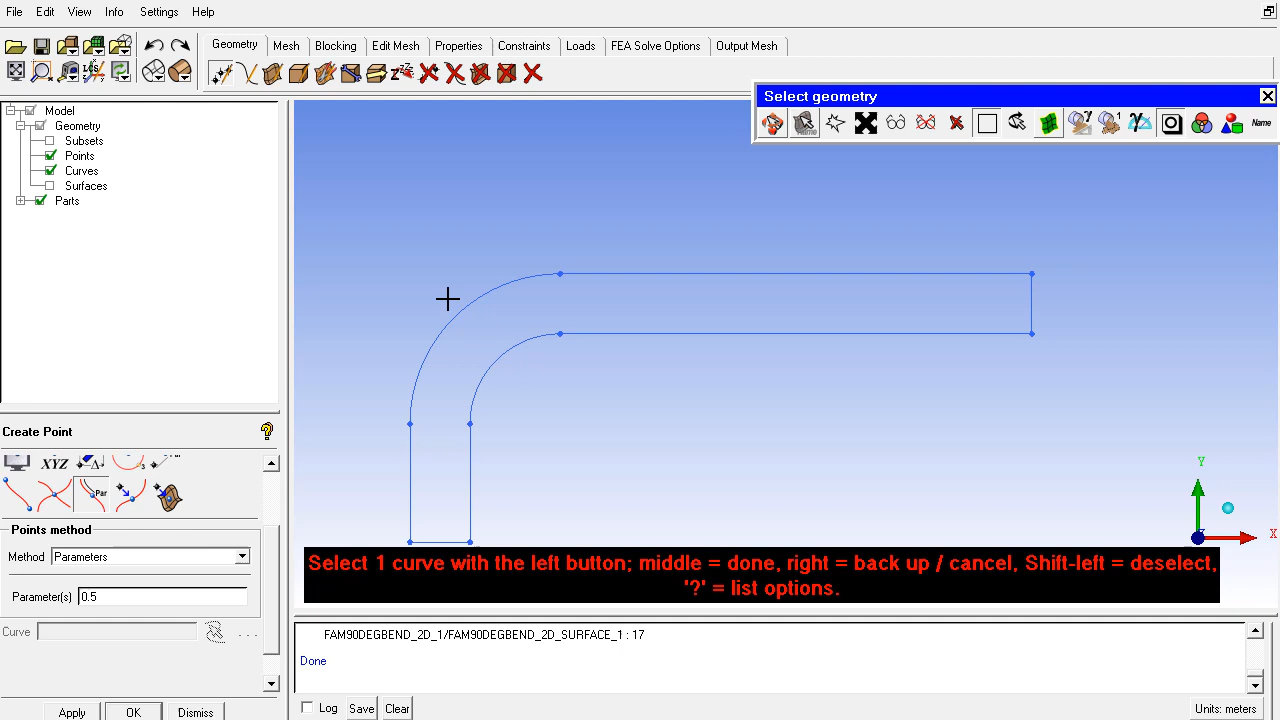 File Edit View Info Settings Help
Geometry Mesh Blocking Edit Mesh Properties Constraints Loads FEA Solve Options Output Mesh
Select geometry
Name
Model
Geometry
Subsets
Points
Curves
Surfaces
Parts
Create Point
XYZ
Par
Points method
Method Parameters
Parameter(s) 0.5
Curve
Apply OK Dismiss
Y
X
Select 1 curve with the left button; middle = done, right = back up / cancel, Shift-left = deselect,
'?' = list options.
FAM90DEGBEND_2D_1/FAM90DEGBEND_2D_SURFACE_1 : 17
Done
Log Save Clear
Units: meters